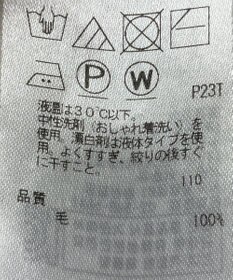 P W P23T
液温は30℃以下。
中性洗剤（おしゃれ着洗い）を
使用。漂白剤は液体タイプを使
用。よくすすぎ、絞りの後すぐ
に干すこと。
110
品質
毛 100%